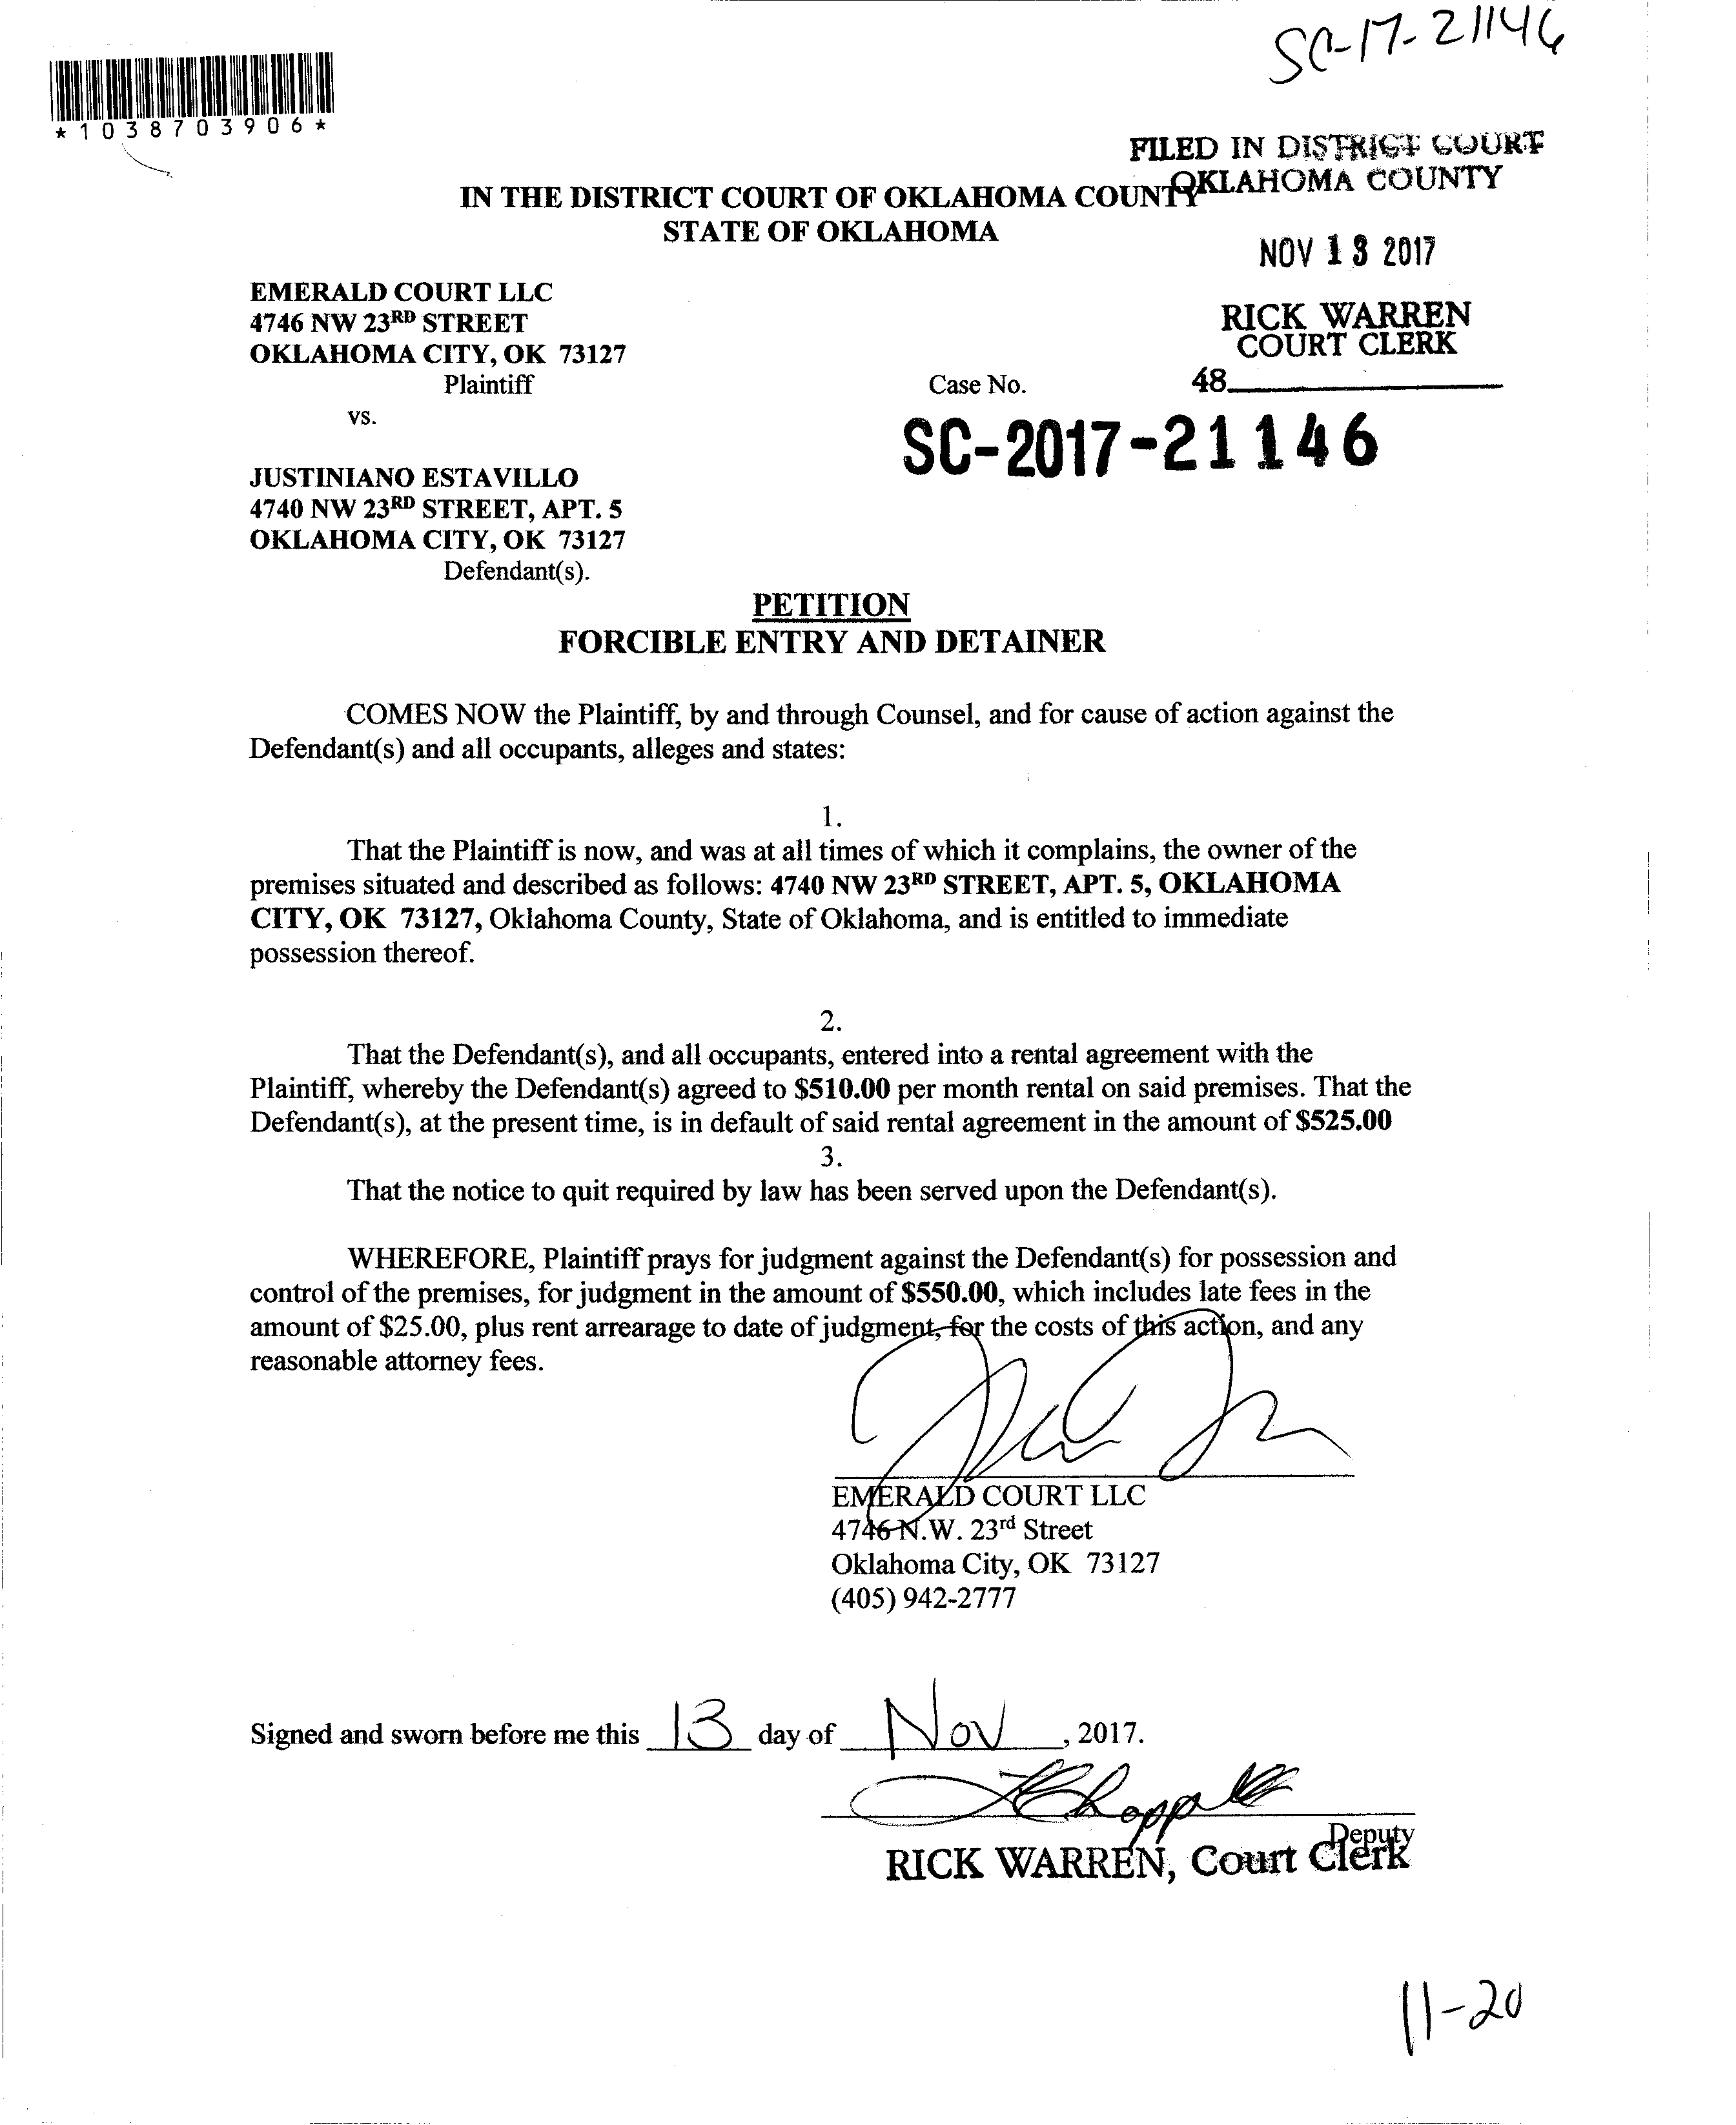 SC-17-21146
*1038703906*
FILED IN DISTRICT COURT
OKLAHOMA COUNTY
IN THE DISTRICT COURT OF OKLAHOMA COUNTY
STATE OF OKLAHOMA
NOV 13 2017
EMERALD COURT LLC
4746 NW 23RD STREET
OKLAHOMA CITY, OK 73127
Plaintiff
RICK WARREN
COURT CLERK
Case No.
48
vs.
SC-2017-21146
JUSTINIANO ESTAVILLO
4740 NW 23RD STREET, APT. 5
OKLAHOMA CITY, OK 73127
Defendant(s).
PETITION
FORCIBLE ENTRY AND DETAINER
COMES NOW the Plaintiff, by and through Counsel, and for cause of action against the
Defendant(s) and all occupants, alleges and states:
1.
That the Plaintiff is now, and was at all times of which it complains, the owner of the
premises situated and described as follows: 4740 NW 23RD STREET, APT. 5, OKLAHOMA
CITY, OK 73127, Oklahoma County, State of Oklahoma, and is entitled to immediate
possession thereof.
2.
That the Defendant(s), and all occupants, entered into a rental agreement with the
Plaintiff, whereby the Defendant(s) agreed to $510.00 per month rental on said premises. That the
Defendant(s), at the present time, is in default of said rental agreement in the amount of $525.00
3.
That the notice to quit required by law has been served upon the Defendant(s).
WHEREFORE, Plaintiff prays for judgment against the Defendant(s) for possession and
control of the premises, for judgment in the amount of $550.00, which includes late fees in the
amount of $25.00, plus rent arrearage to date of judgment, for the costs of this action, and any
reasonable attorney fees.
EMERALD COURT LLC
4746 N.W. 23rd Street
Oklahoma City, OK 73127
(405) 942-2777
Signed and sworn before me this 13 day of Nov, 2017.
Deputy
RICK WARREN, Court Clerk
11-20